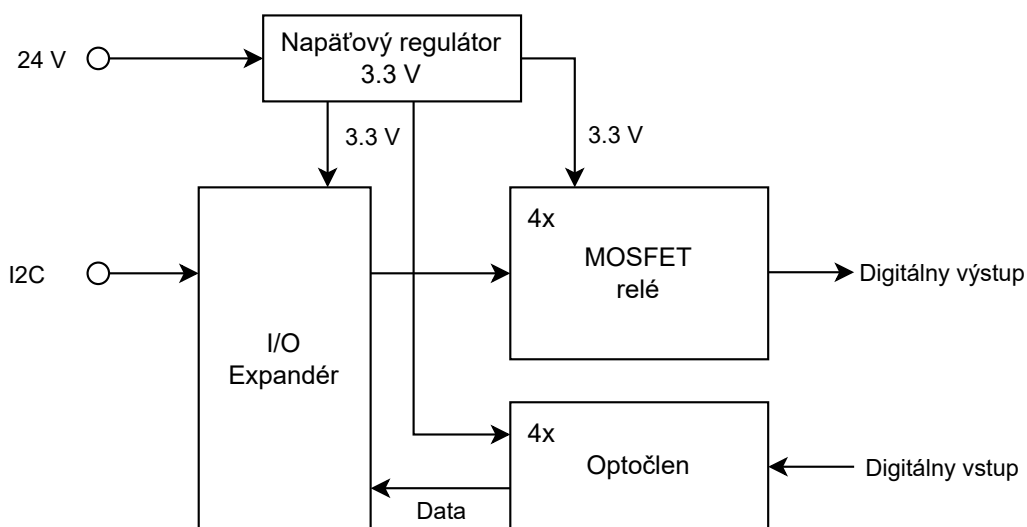 24 V
Napäťový regulátor
3.3 V
3.3 V
3.3 V
I2C
I/O
Expandér
4x
MOSFET
relé
Digitálny výstup
4x
Optočlen
Digitálny vstup
Data